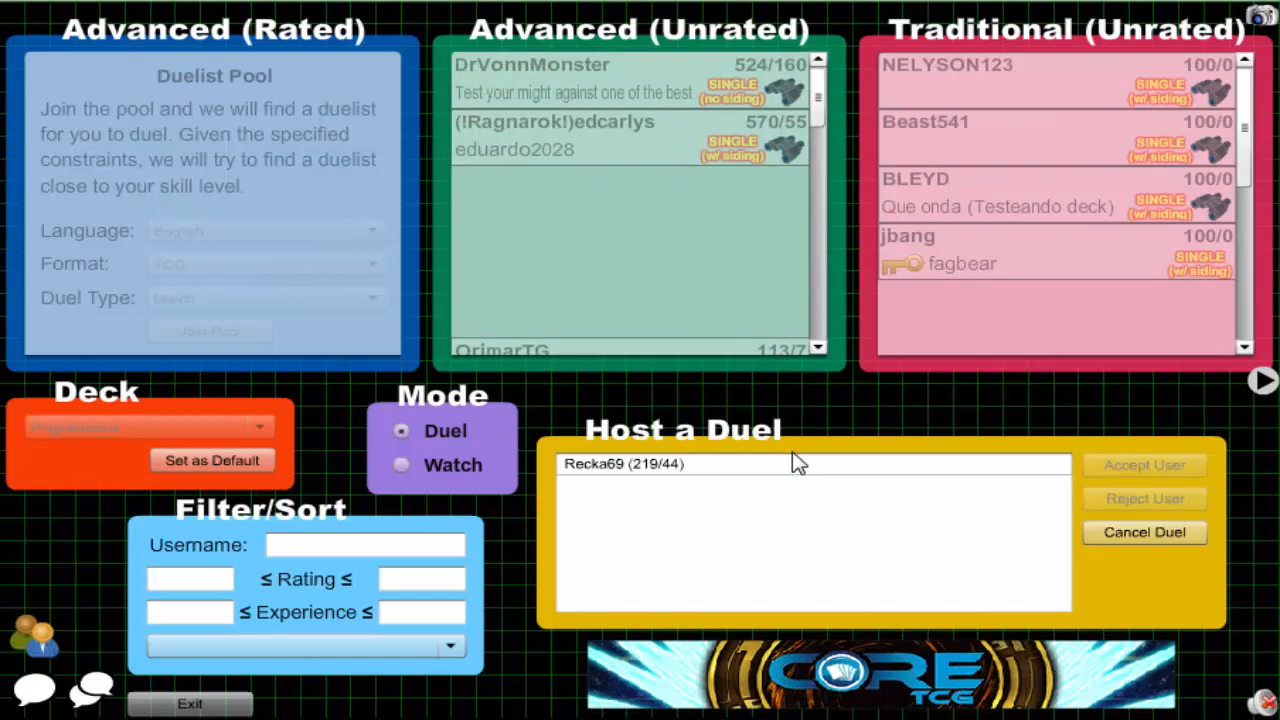 Advanced (Rated)
Duelist Pool
Join the pool and we will find a duelist
for you to duel. Given the specified
constraints, we will try to find a duelist
close to your skill level.
Language: English
Format: TCG
Duel Type: Match
Join Pool
Advanced (Unrated)
DrVonnMonster 524/160
Test your might against one of the best SINGLE (no siding)
(!Ragnarok!)edcarlys 570/55
eduardo2028 SINGLE (w/ siding)
OrimarTG 113/7
Traditional (Unrated)
NELYSON123 100/0
SINGLE (w/ siding)
Beast541 100/0
SINGLE (w/ siding)
BLEYD 100/0
Que onda (Testeando deck) SINGLE (w/ siding)
jbang 100/0
fagbear SINGLE (w/ siding)
Deck
Set as Default
Mode
Duel
Watch
Host a Duel
Recka69 (219/44)
Accept User
Reject User
Cancel Duel
Filter/Sort
Username:
≤ Rating ≤
≤ Experience ≤
Exit
CORE
TCG